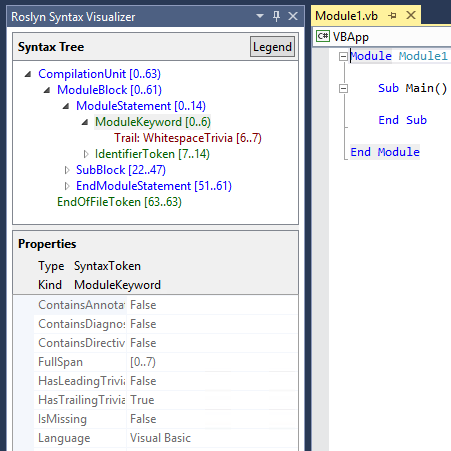 Roslyn Syntax Visualizer
Syntax Tree
Legend
CompilationUnit [0..63)
ModuleBlock [0..61)
ModuleStatement [0..14)
ModuleKeyword [0..6)
Trail: WhitespaceTrivia [6..7)
IdentifierToken [7..14)
SubBlock [22..47)
EndModuleStatement [51..61)
EndOfFileToken [63..63)
Properties
Type SyntaxToken
Kind ModuleKeyword
ContainsAnnotat False
ContainsDiagnos False
ContainsDirectiv False
FullSpan [0..7)
HasLeadingTrivia False
HasTrailingTrivia True
IsMissing False
Language Visual Basic
Module1.vb
C# VBApp
Module Module1
Sub Main()
End Sub
End Module